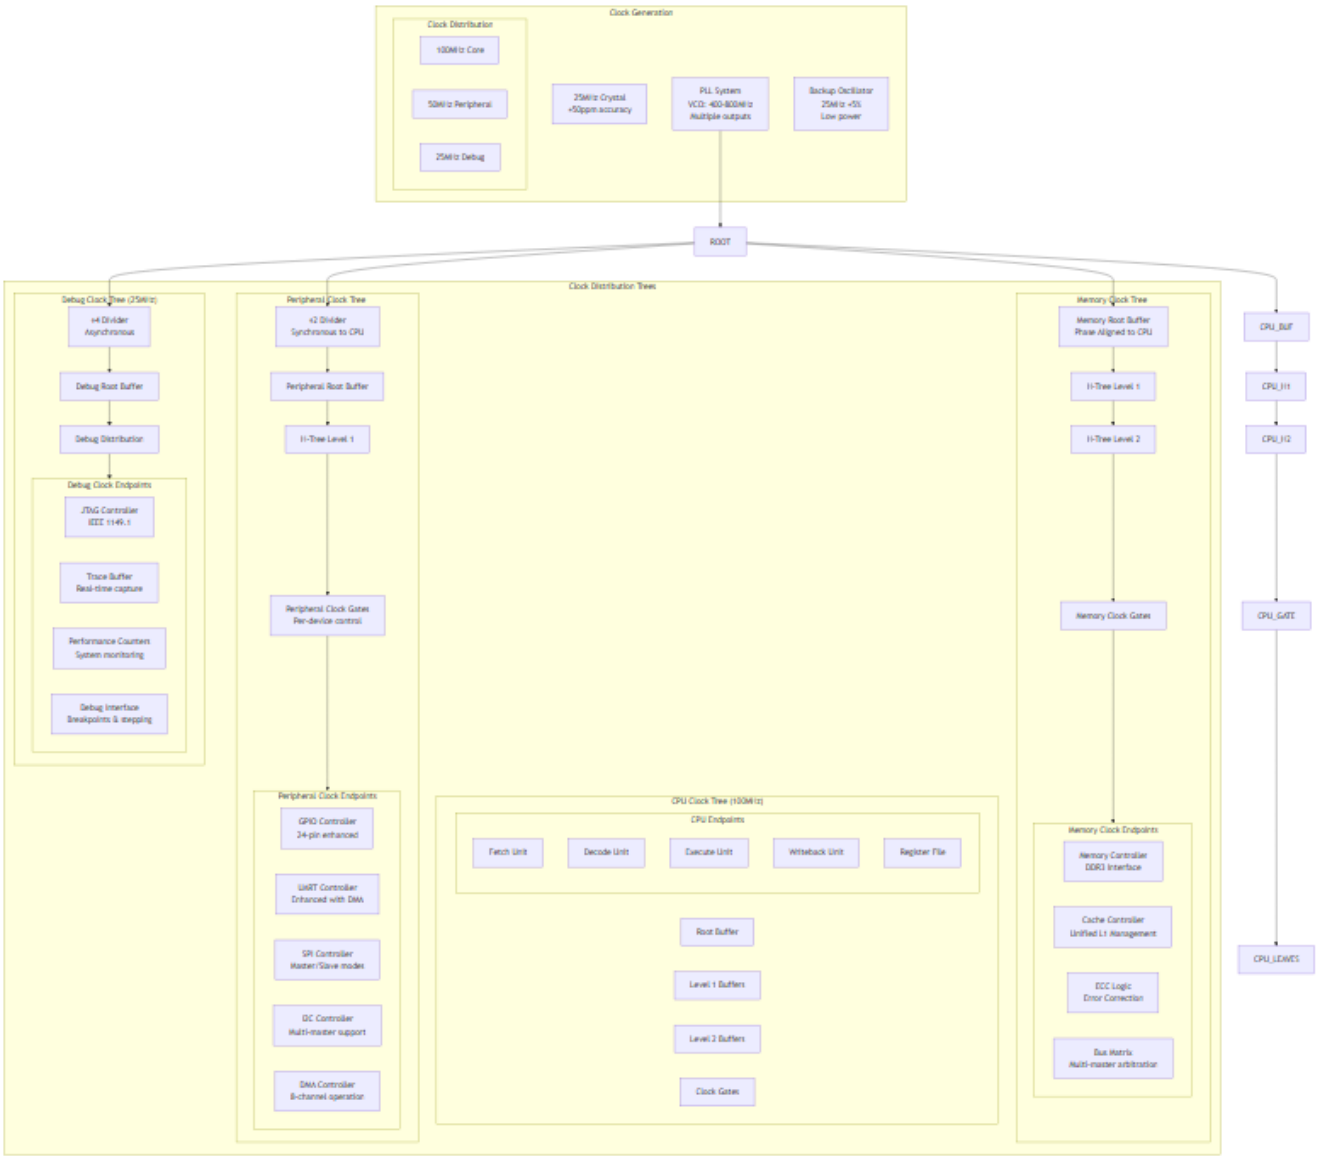 Clock Generation
Clock Distribution
100MHz Core
50MHz Peripheral
25MHz Debug
25MHz Crystal
±50ppm accuracy
PLL System
VCO: 400-800MHz
Multiple outputs
Backup Oscillator
25MHz ±5%
Low power
ROOT
Clock Distribution Trees
Debug Clock Tree (25MHz)
÷4 Divider
Asynchronous
Debug Root Buffer
Debug Distribution
Debug Clock Endpoints
JTAG Controller
IEEE 1149.1
Trace Buffer
Real-time capture
Performance Counters
System monitoring
Debug Interface
Breakpoints & stepping
Peripheral Clock Tree
÷2 Divider
Synchronous to CPU
Peripheral Root Buffer
H-Tree Level 1
Peripheral Clock Gates
Per-device control
Peripheral Clock Endpoints
GPIO Controller
24-pin enhanced
UART Controller
Enhanced with DMA
SPI Controller
Master/Slave modes
I2C Controller
Multi-master support
DMA Controller
8-channel operation
CPU Clock Tree (100MHz)
CPU Endpoints
Fetch Unit
Decode Unit
Execute Unit
Writeback Unit
Register File
Root Buffer
Level 1 Buffers
Level 2 Buffers
Clock Gates
Memory Clock Tree
Memory Root Buffer
Phase Aligned to CPU
H-Tree Level 1
H-Tree Level 2
Memory Clock Gates
Memory Clock Endpoints
Memory Controller
DDR3 Interface
Cache Controller
Unified L1 Management
ECC Logic
Error Correction
Bus Matrix
Multi-master arbitration
CPU_BUF
CPU_H1
CPU_H2
CPU_GATE
CPU_LEAVES